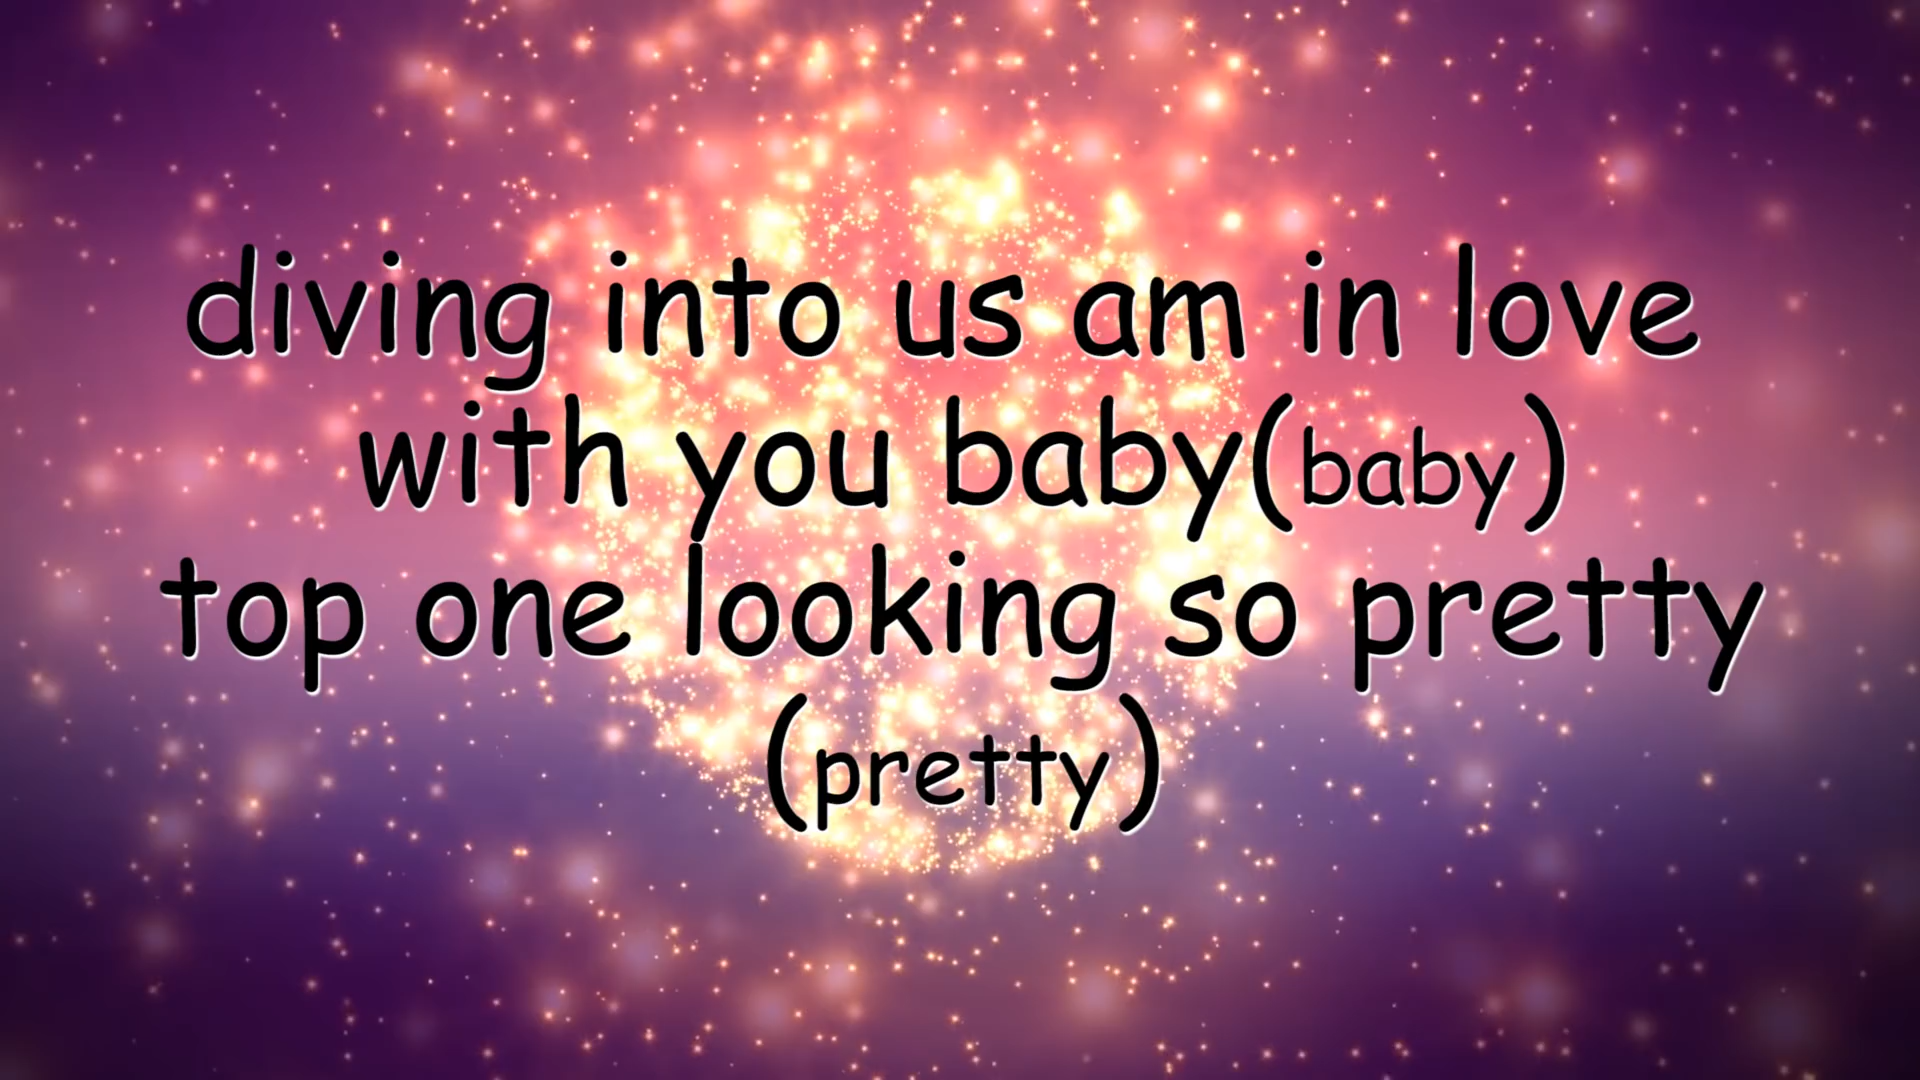 diving into us am in love
with you baby(baby)
top one looking so pretty
(pretty)